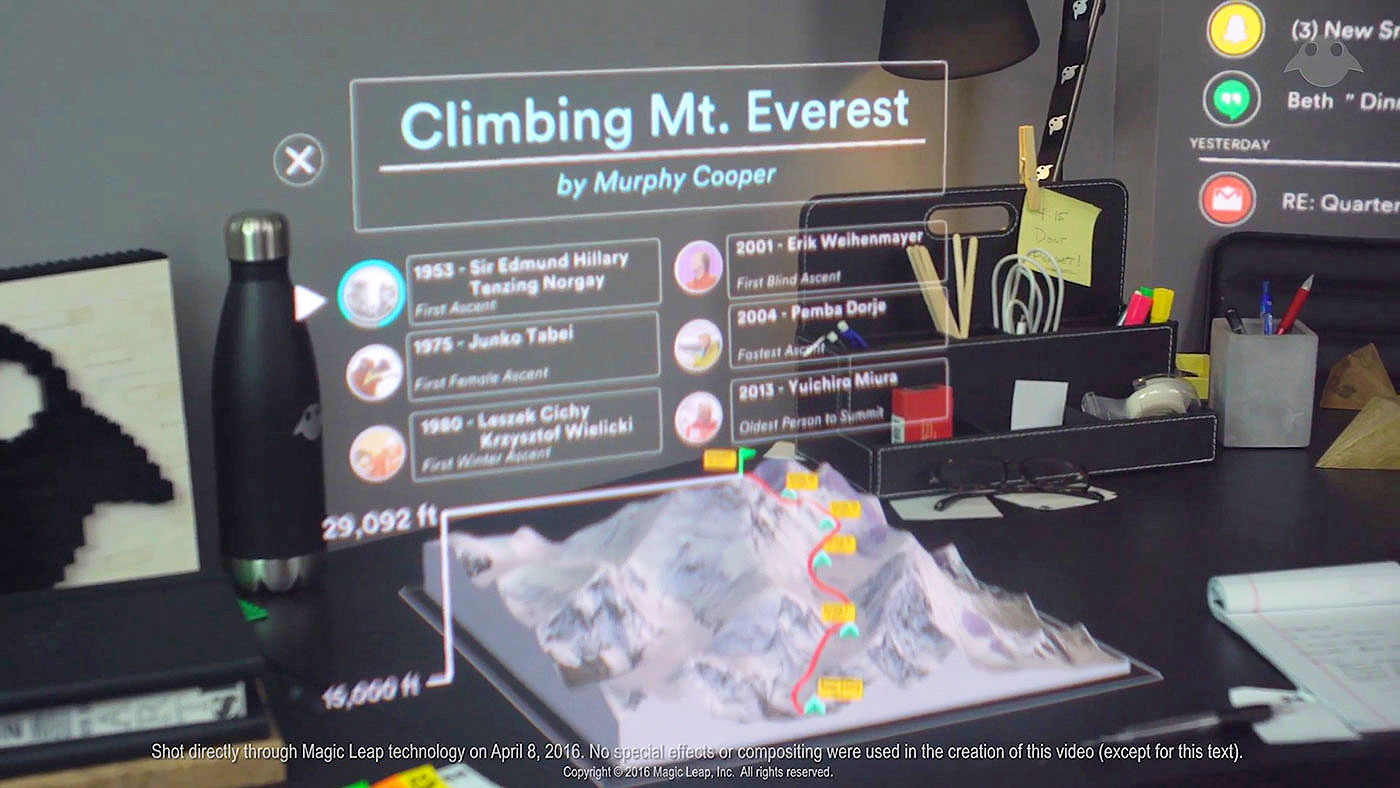 Climbing Mt. Everest
by Murphy Cooper
1953 - Sir Edmund Hillary
Tenzing Norgay
First Ascent
1975 - Junko Tabei
First Female Ascent
1980 - Leszek Cichy
Krzysztof Wielicki
First Winter Ascent
2001 - Erik Weihenmayer
First Blind Ascent
2004 - Pemba Dorje
Fastest Ascent
2013 - Yuichiro Miura
Oldest Person to Summit
29,092 ft
15,000 ft
(3) New
Beth "
YESTERDAY
RE: Quarter
4-15
Don't
Shot directly through Magic Leap technology on April 8, 2016. No special effects or compositing were used in the creation of this video (except for this text).
Copyright © 2016 Magic Leap, Inc. All rights reserved.